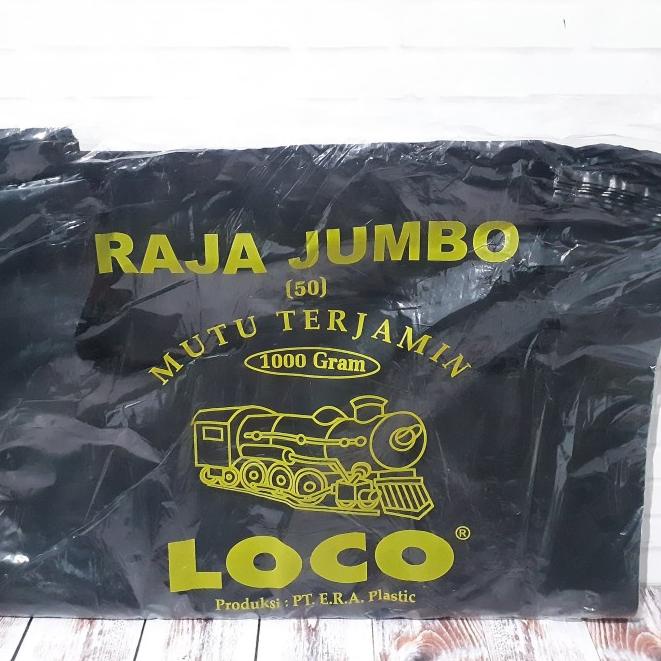 RAJA JUMBO
(50)
MUTU TERJAMIN
1000 Gram
LOCO®
Produksi : PT. E.R.A. Plastic